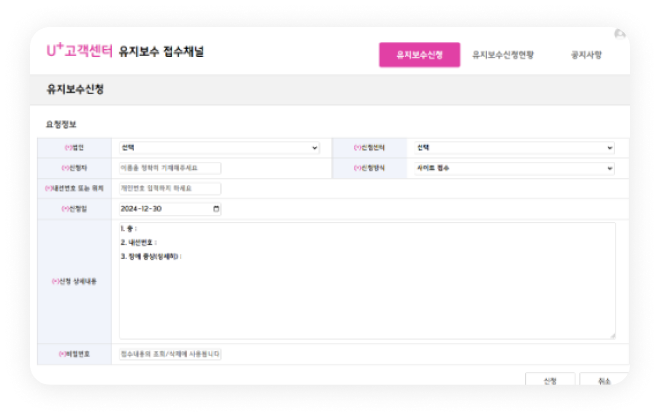 U+고객센터 유지보수 접수채널
유지보수신청 유지보수신청현황 공지사항
유지보수신청
요청정보
(*)법인 선택 (*)신청센터 선택
(*)신청자 이름을 정확히 기재해주세요 (*)신청방식 사이트 접수
(*)내선번호 또는 위치 개인번호 입력하지 마세요
(*)신청일 2024-12-30
1. 층 :
2. 내선번호 :
3. 장애 증상(상세히) :
(*)신청 상세내용
(*)비밀번호 접수내용의 조회/삭제에 사용됩니다
신청 취소